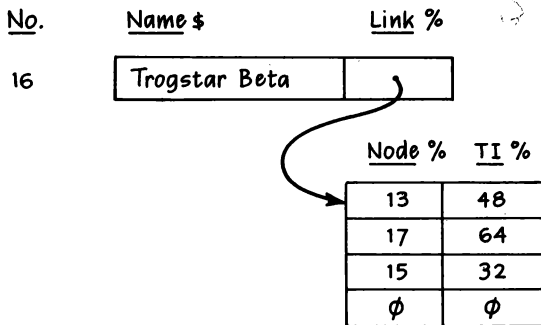 No. Name $ Link %
16 Trogstar Beta
Node % TI %
13 48
17 64
15 32
ϕ ϕ